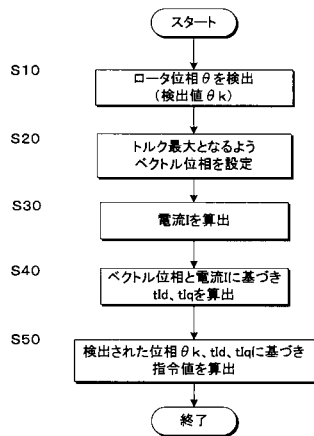 スタート
S10
ロータ位相θを検出
(検出値θk)
S20
トルク最大となるよう
ベクトル位相を設定
S30
電流Iを算出
S40
ベクトル位相と電流Iに基づき
tId、tIqを算出
S50
検出された位相θk、tId、tIqに基づき
指令値を算出
終了